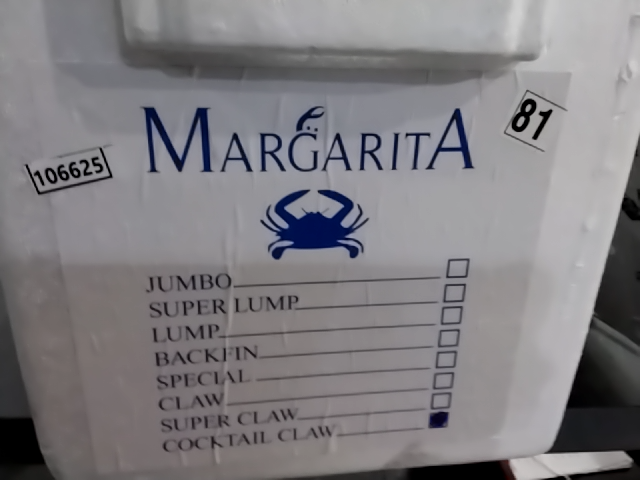 81
MARGARITA
106625
JUMBO
SUPER LUMP
LUMP
BACKFIN
SPECIAL
CLAW
SUPER CLAW
COCKTAIL CLAW